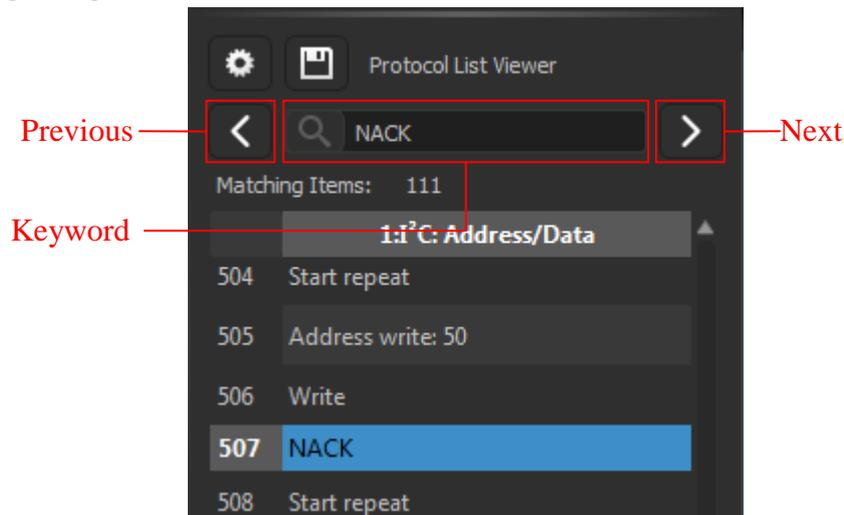 Protocol List Viewer
Previous NACK Next
Matching Items: 111
Keyword
1:I²C: Address/Data
504 Start repeat
505 Address write: 50
506 Write
507 NACK
508 Start repeat